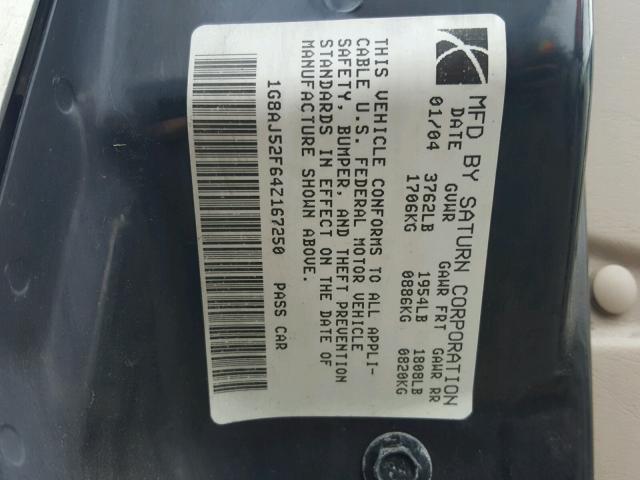 MFD BY SATURN CORPORATION
DATE GVWR GAWR FRT GAWR RR
01/04 3762LB 1954LB 1808LB
1706KG 0886KG 0820KG
THIS VEHICLE CONFORMS TO ALL APPLI-
CABLE U.S. FEDERAL MOTOR VEHICLE
SAFETY, BUMPER, AND THEFT PREVENTION
STANDARDS IN EFFECT ON THE DATE OF
MANUFACTURE SHOWN ABOVE.
1G8AJ52F64Z167250 PASS CAR